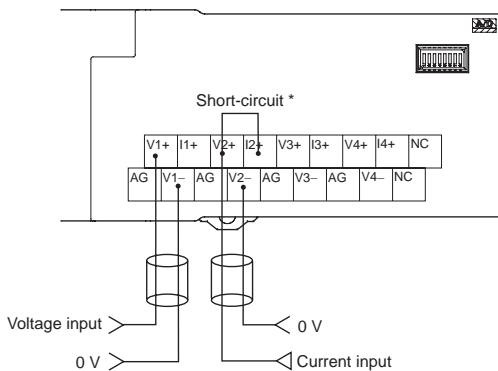 A/D
Short-circuit *
V1+ I1+ V2+ I2+ V3+ I3+ V4+ I4+ NC
AG V1− AG V2− AG V3− AG V4− NC
Voltage input
0 V
0 V
Current input